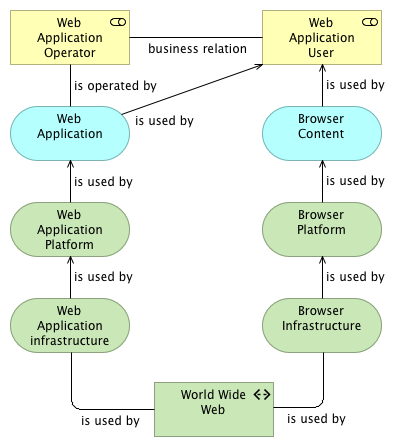 Web
Application
Operator
business relation
Web
Application
User
is operated by
is used by
is used by
Web
Application
Browser
Content
is used by
is used by
Web
Application
Platform
Browser
Platform
is used by
is used by
Web
Application
infrastructure
Browser
Infrastructure
World Wide
Web
is used by
is used by